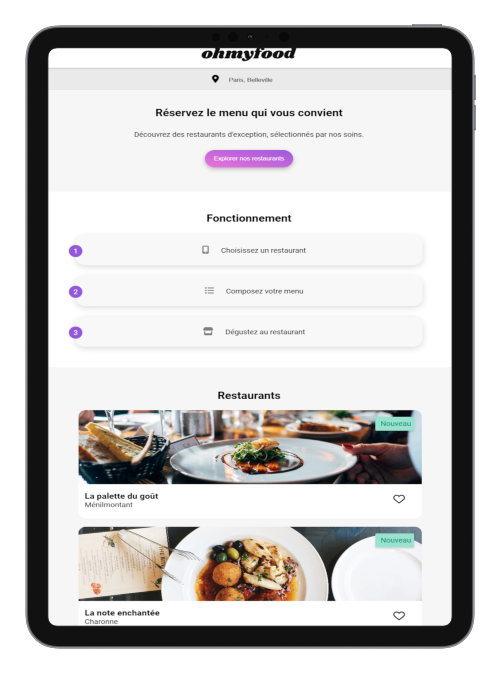 ohmyfood
Paris, Belleville
Réservez le menu qui vous convient
Découvrez des restaurants d'exception, sélectionnés par nos soins.
Explorer nos restaurants
Fonctionnement
1 Choisissez un restaurant
2 Composez votre menu
3 Dégustez au restaurant
Restaurants
Nouveau
La palette du goût
Ménilmontant
Nouveau
La note enchantée
Charonne